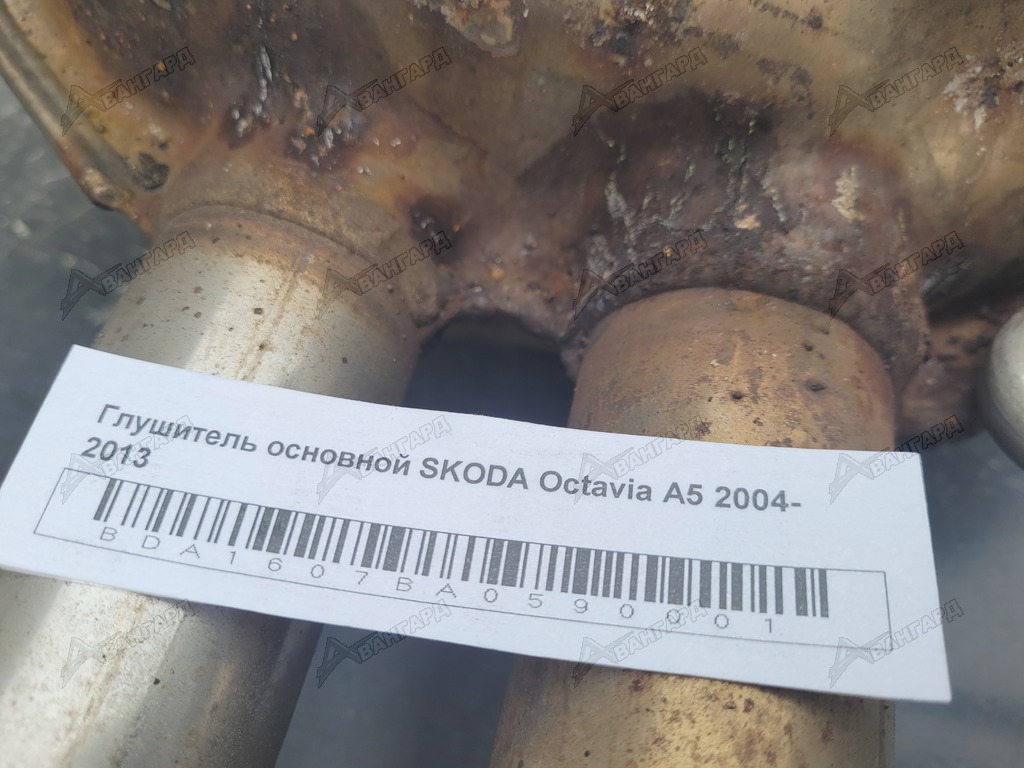 Глушитель основной SKODA Octavia A5 2004-
2013
BDA1607BA0590001
АВАНГАРД